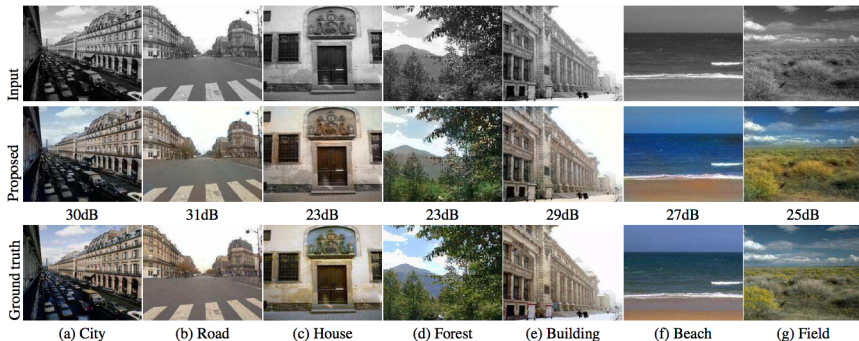 Input
Proposed
30dB 31dB 23dB 23dB 29dB 27dB 25dB
Ground truth
(a) City (b) Road (c) House (d) Forest (e) Building (f) Beach (g) Field